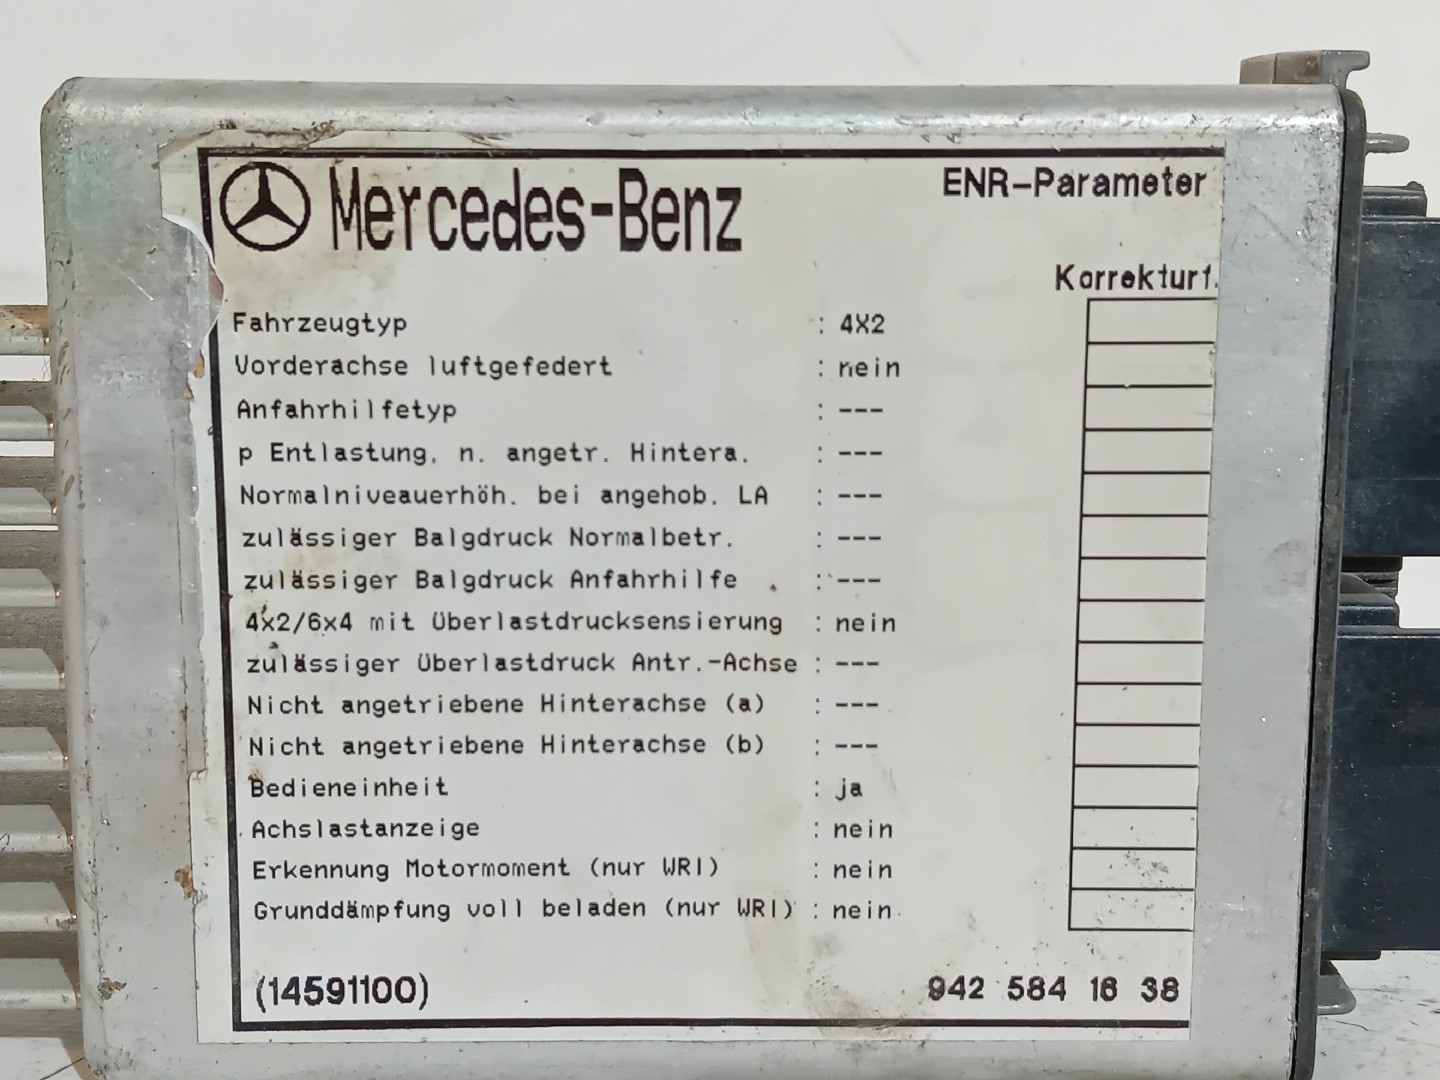 Mercedes-Benz ENR-Parameter
Korrekturf.
Fahrzeugtyp : 4X2
Vorderachse luftgefedert : nein
Anfahrhilfetyp : ---
p Entlastung. n. angetr. Hintera. : ---
Normalniveauerhöh. bei angehob. LA : ---
zulässiger Balgdruck Normalbetr. : ---
zulässiger Balgdruck Anfahrhilfe : ---
4x2/6x4 mit Überlastdrucksensierung : nein
zulässiger Überlastdruck Antr.-Achse : ---
Nicht angetriebene Hinterachse (a) : ---
Nicht angetriebene Hinterachse (b) : ---
Bedieneinheit : ja
Achslastanzeige : nein
Erkennung Motormoment (nur WRI) : nein
Grunddämpfung voll beladen (nur WRI) : nein
(14591100) 942 584 16 38